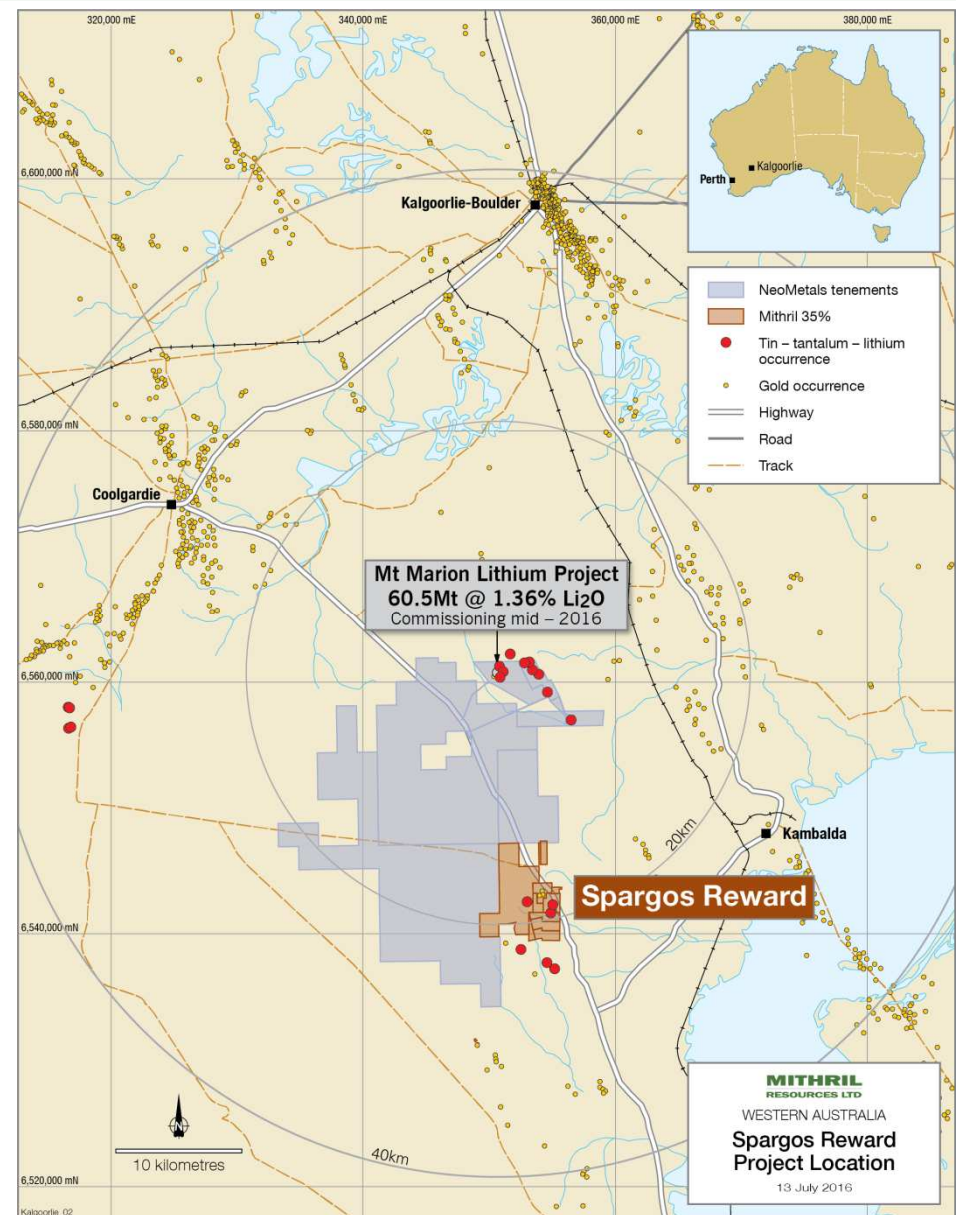 320,000 mE
340,000 mE
360,000 mE
380,000 mE
6,600,000 mN
6,580,000 mN
6,560,000 mN
6,540,000 mN
6,520,000 mN
Kalgoorlie-Boulder
Coolgardie
Mt Marion Lithium Project
60.5Mt @ 1.36% Li2O
Commissioning mid – 2016
Kambalda
20km
Spargos Reward
40km
10 kilometres
Kalgoorlie_02
Kalgoorlie
Perth
NeoMetals tenements
Mithril 35%
Tin – tantalum – lithium
occurrence
Gold occurrence
Highway
Road
Track
MITHRIL
RESOURCES LTD
WESTERN AUSTRALIA
Spargos Reward
Project Location
13 July 2016